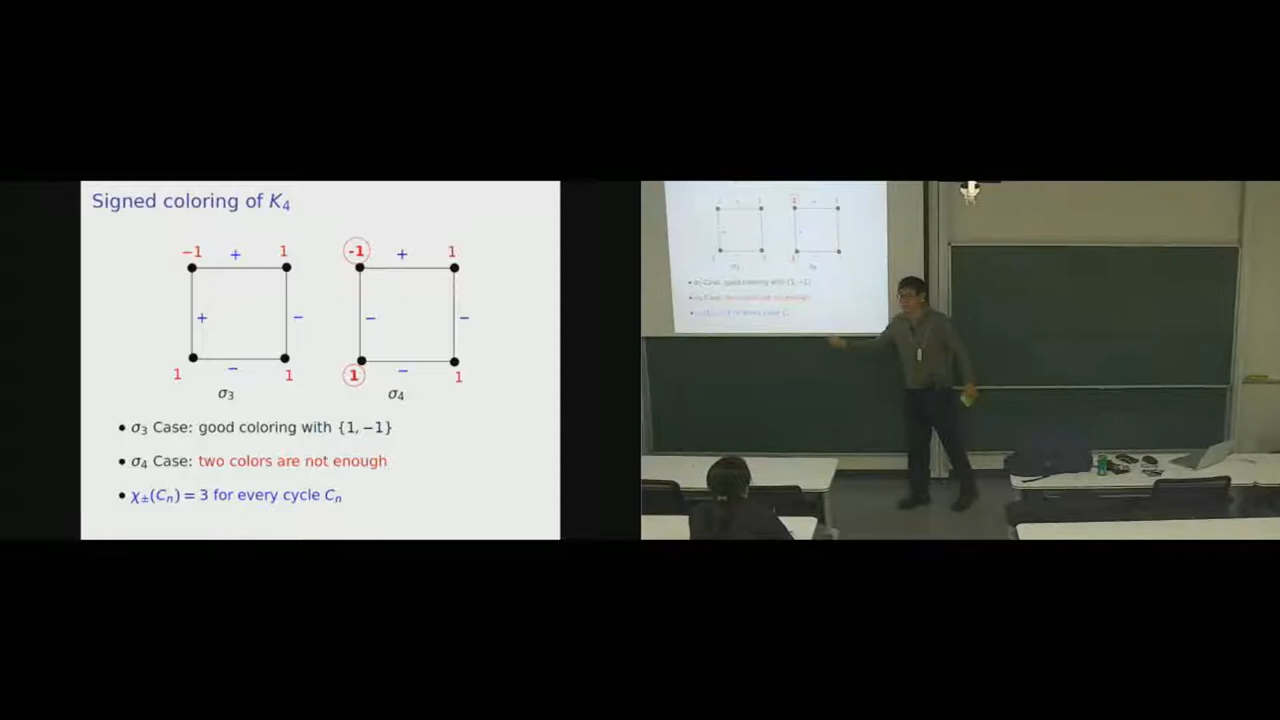 Signed coloring of K₄
−1 + 1
-1 + 1
+ −
− −
1 − 1
1 − 1
σ₃
σ₄
• σ₃ Case: good coloring with {1, −1}
• σ₄ Case: two colors are not enough
• χ±(Cₙ) = 3 for every cycle Cₙ